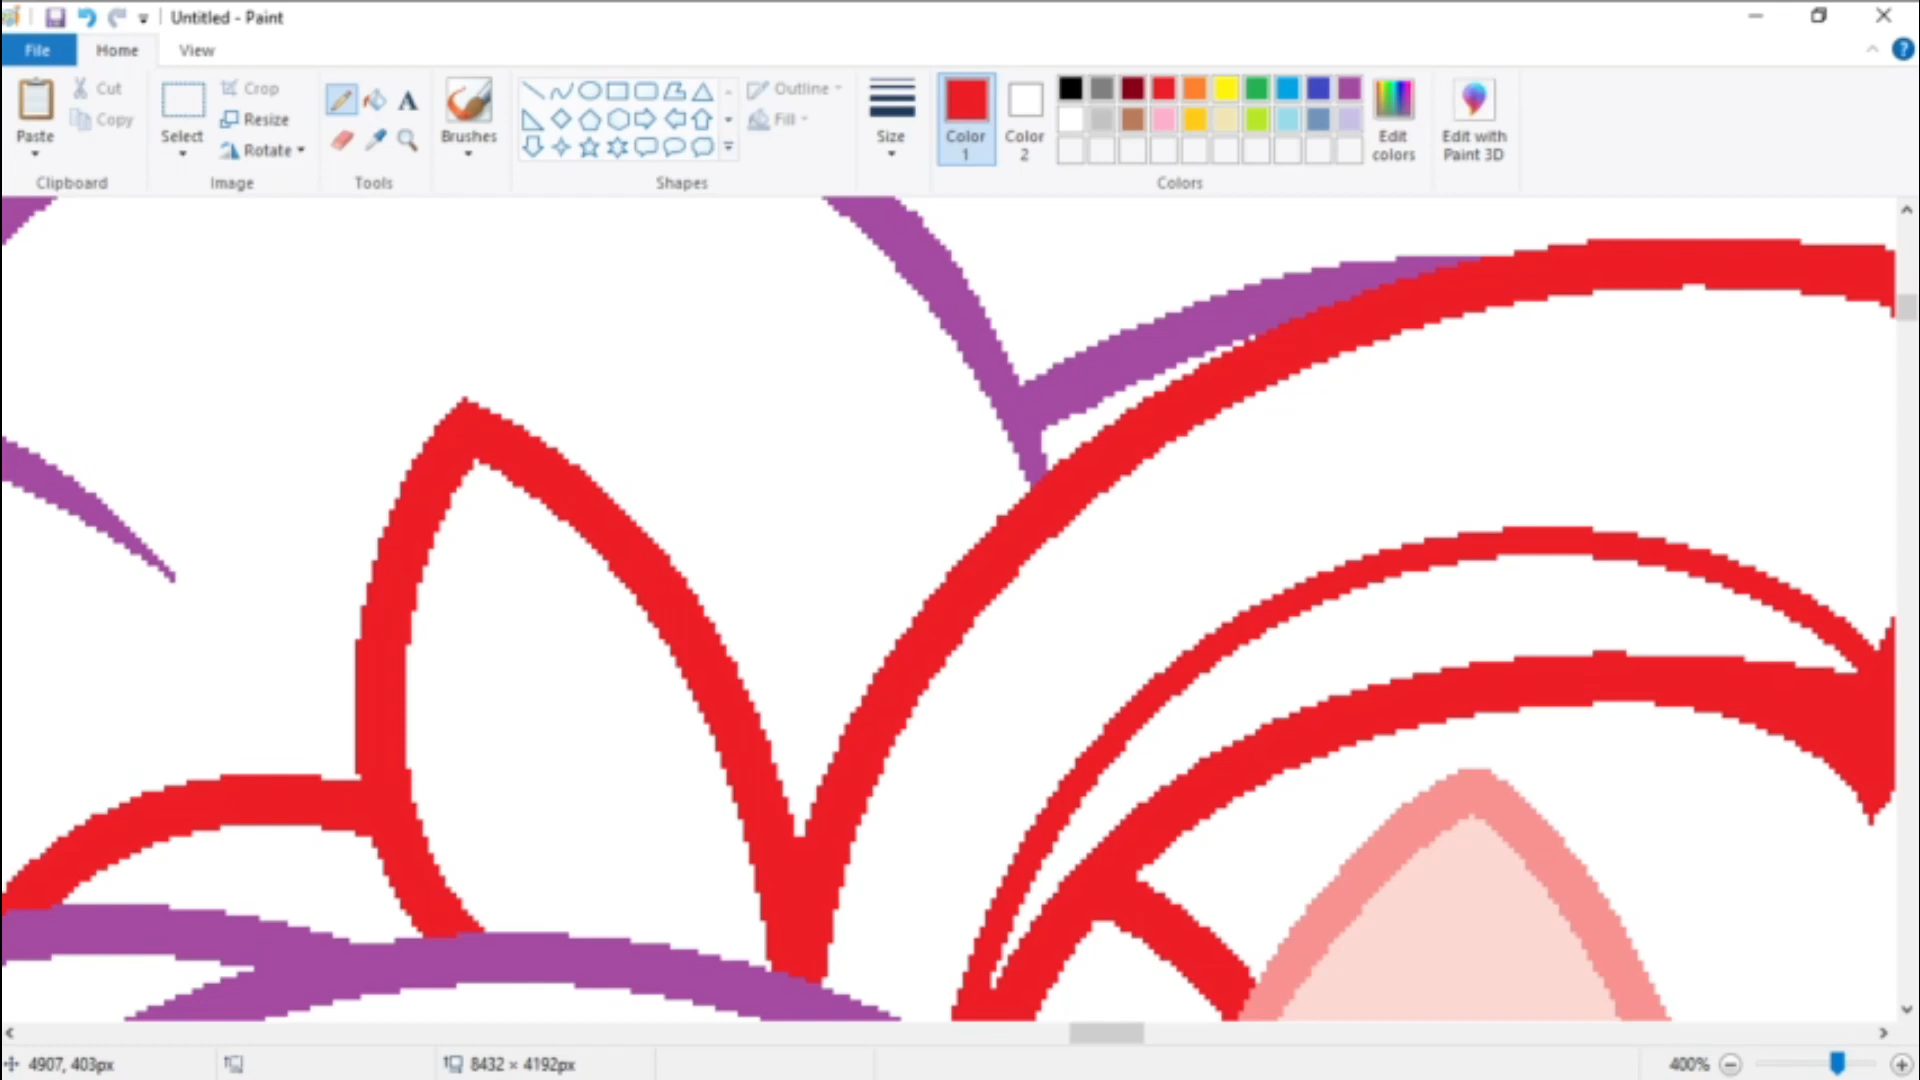 Untitled - Paint
File Home View
Paste
Cut
Copy
Clipboard
Select
Crop
Resize
Rotate
Image
A
Tools
Brushes
Outline
Fill
Shapes
Size
Color 1
Color 2
Colors
Edit colors
Edit with Paint 3D
?
4907, 403px
8432 × 4192px
400%